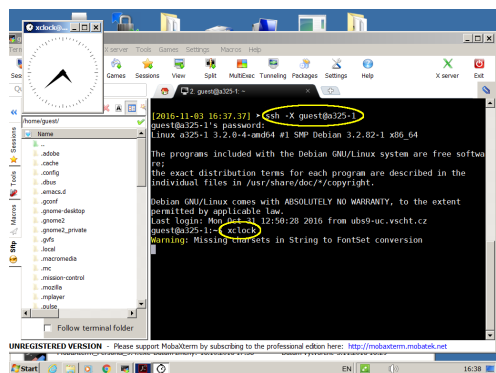 xclock@...
X server Tools Games Settings Macros Help
Games Sessions View Split MultiExec Tunneling Packages Settings Help X server Exit
2. guest@a325-1: ~
/home/guest/
Name
..
.adobe
.cache
.config
.dbus
.emacs.d
.gconf
.gnome-desktop
.gnome2
.gnome2_private
.gvfs
.local
.macromedia
.mc
.mission-control
.mozilla
.mplayer
.pulse
Sessions
Tools
Macros
Sftp
Follow terminal folder
[2016-11-03 16:37.37] ➤ ssh -X guest@a325-1
guest@a325-1's password:
Linux a325-1 3.2.0-4-amd64 #1 SMP Debian 3.2.82-1 x86_64
The programs included with the Debian GNU/Linux system are free softwa
re;
the exact distribution terms for each program are described in the
individual files in /usr/share/doc/*/copyright.
Debian GNU/Linux comes with ABSOLUTELY NO WARRANTY, to the extent
permitted by applicable law.
Last login: Mon Oct 31 12:50:28 2016 from ubs9-uc.vscht.cz
guest@a325-1:~$ xclock
Warning: Missing charsets in String to FontSet conversion
UNREGISTERED VERSION - Please support MobaXterm by subscribing to the professional edition here: http://mobaxterm.mobatek.net
Start
EN
16:38